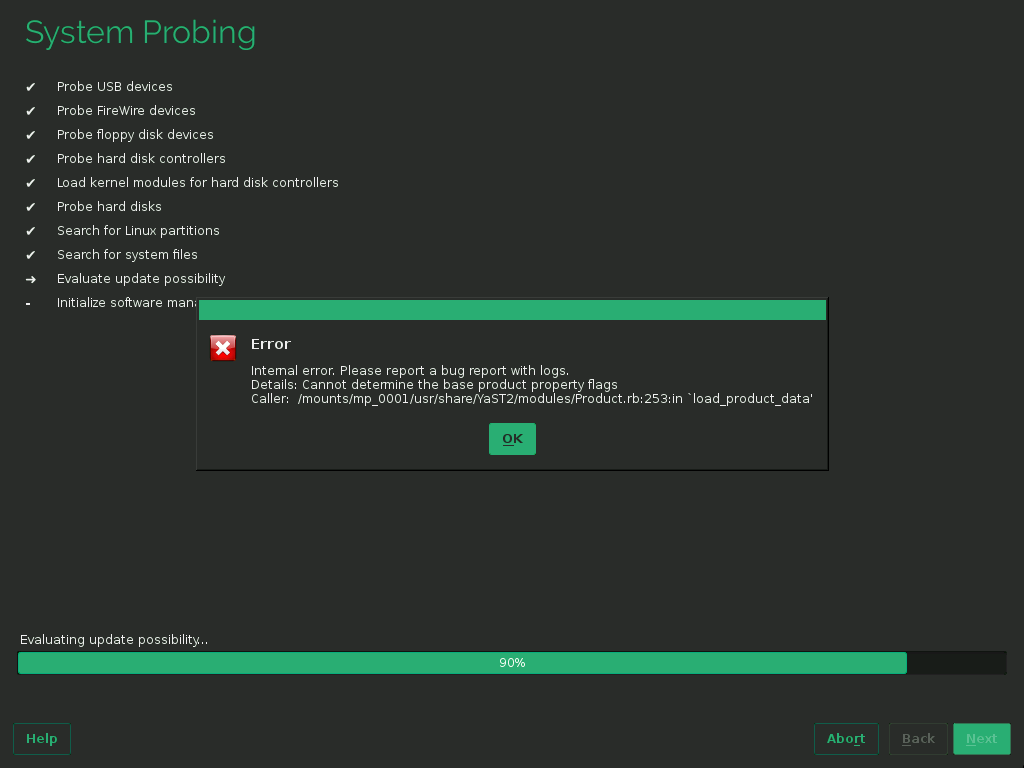 System Probing
✔ Probe USB devices
✔ Probe FireWire devices
✔ Probe floppy disk devices
✔ Probe hard disk controllers
✔ Load kernel modules for hard disk controllers
✔ Probe hard disks
✔ Search for Linux partitions
✔ Search for system files
➜ Evaluate update possibility
- Initialize software
Error
Internal error. Please report a bug report with logs.
Details: Cannot determine the base product property flags
Caller: /mounts/mp_0001/usr/share/YaST2/modules/Product.rb:253:in `load_product_data'
OK
Evaluating update possibility...
90%
Help Abort Back Next